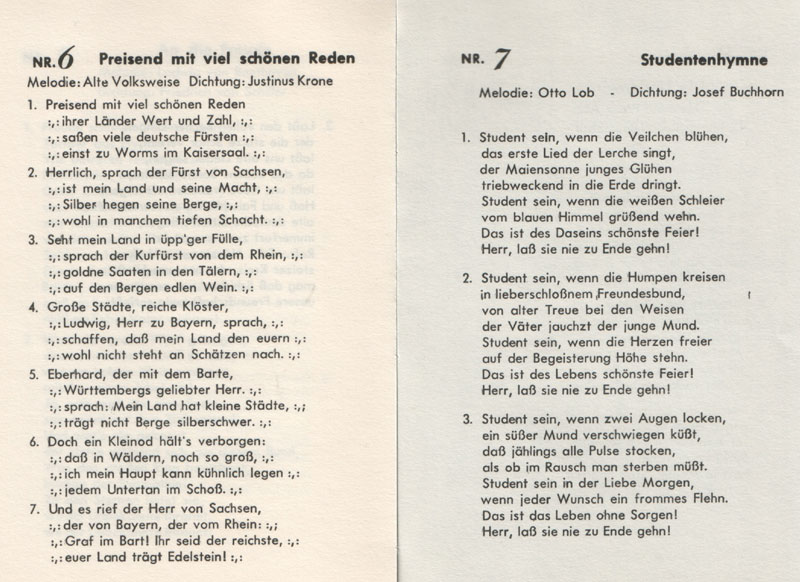 NR. 6 Preisend mit viel schönen Reden
Melodie: Alte Volksweise Dichtung: Justinus Krone
1. Preisend mit viel schönen Reden
:,: ihrer Länder Wert und Zahl, :,:
:,: saßen viele deutsche Fürsten :,:
:,: einst zu Worms im Kaisersaal. :,:
2. Herrlich, sprach der Fürst von Sachsen,
:,: ist mein Land und seine Macht, :,:
:,: Silber hegen seine Berge, :,:
:,: wohl in manchem tiefen Schacht. :,:
3. Seht mein Land in üpp'ger Fülle,
:,: sprach der Kurfürst von dem Rhein, :,:
:,: goldne Saaten in den Tälern, :,:
:,: auf den Bergen edlen Wein. :,:
4. Große Städte, reiche Klöster,
:,: Ludwig, Herr zu Bayern, sprach, :,:
:,: schaffen, daß mein Land den euern :,:
:,: wohl nicht steht an Schätzen nach. :,:
5. Eberhard, der mit dem Barte,
:,: Württembergs geliebter Herr. :,:
:,: sprach: Mein Land hat kleine Städte, :,;
:,: trägt nicht Berge silberschwer. :,:
6. Doch ein Kleinod hält's verborgen:
:,: daß in Wäldern, noch so groß, :,:
:,: ich mein Haupt kann kühnlich legen :,:
:,: jedem Untertan im Schoß. :,:
7. Und es rief der Herr von Sachsen,
:,: der von Bayern, der vom Rhein: :,;
:,: Graf im Bart! Ihr seid der reichste, :,:
:,: euer Land trägt Edelstein! :,:
NR. 7 Studentenhymne
Melodie: Otto Lob - Dichtung: Josef Buchhorn
1. Student sein, wenn die Veilchen blühen,
das erste Lied der Lerche singt,
der Maiensonne junges Glühen
triebweckend in die Erde dringt.
Student sein, wenn die weißen Schleier
vom blauen Himmel grüßend wehn.
Das ist des Daseins schönste Feier!
Herr, laß sie nie zu Ende gehn!
2. Student sein, wenn die Humpen kreisen
in lieberschloßnem Freundesbund,
von alter Treue bei den Weisen
der Väter jauchzt der junge Mund.
Student sein, wenn die Herzen freier
auf der Begeisterung Höhe stehn.
Das ist des Lebens schönste Feier!
Herr, laß sie nie zu Ende gehn!
3. Student sein, wenn zwei Augen locken,
ein süßer Mund verschwiegen küßt,
daß jählings alle Pulse stocken,
als ob im Rausch man sterben müßt.
Student sein in der Liebe Morgen,
wenn jeder Wunsch ein frommes Flehn.
Das ist das Leben ohne Sorgen!
Herr, laß sie nie zu Ende gehn!